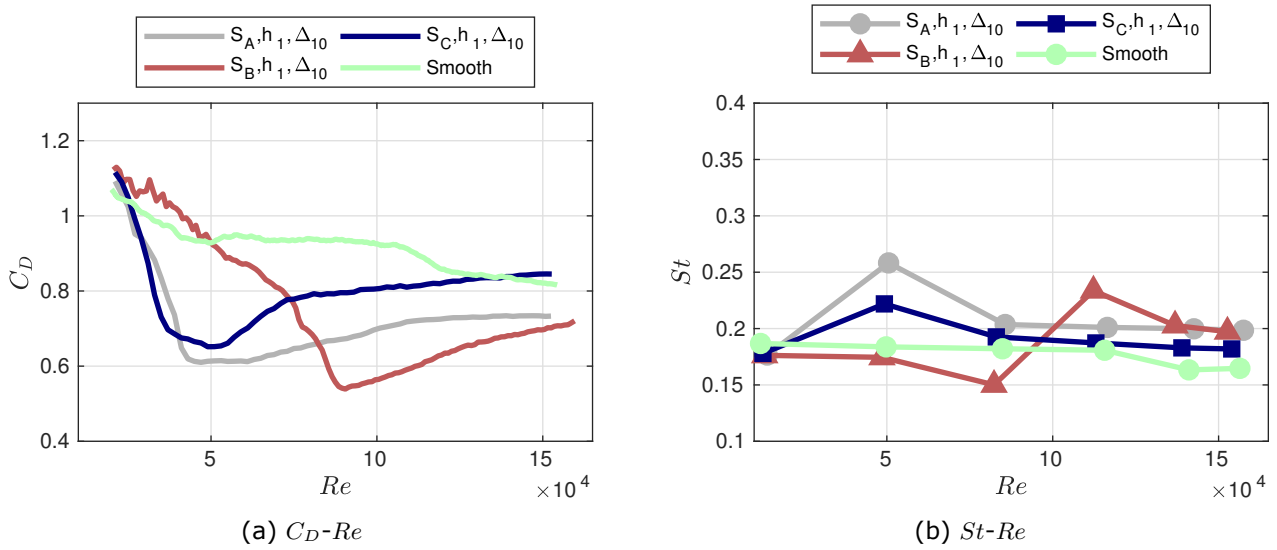 S_A,h_1,Δ_10
S_C,h_1,Δ_10
S_B,h_1,Δ_10
Smooth
1.2
1
0.8
0.6
0.4
C_D
5
10
15
×10^4
Re
(a) C_D-Re
S_A,h_1,Δ_10
S_C,h_1,Δ_10
S_B,h_1,Δ_10
Smooth
0.4
0.35
0.3
0.25
0.2
0.15
0.1
St
5
10
15
×10^4
Re
(b) St-Re